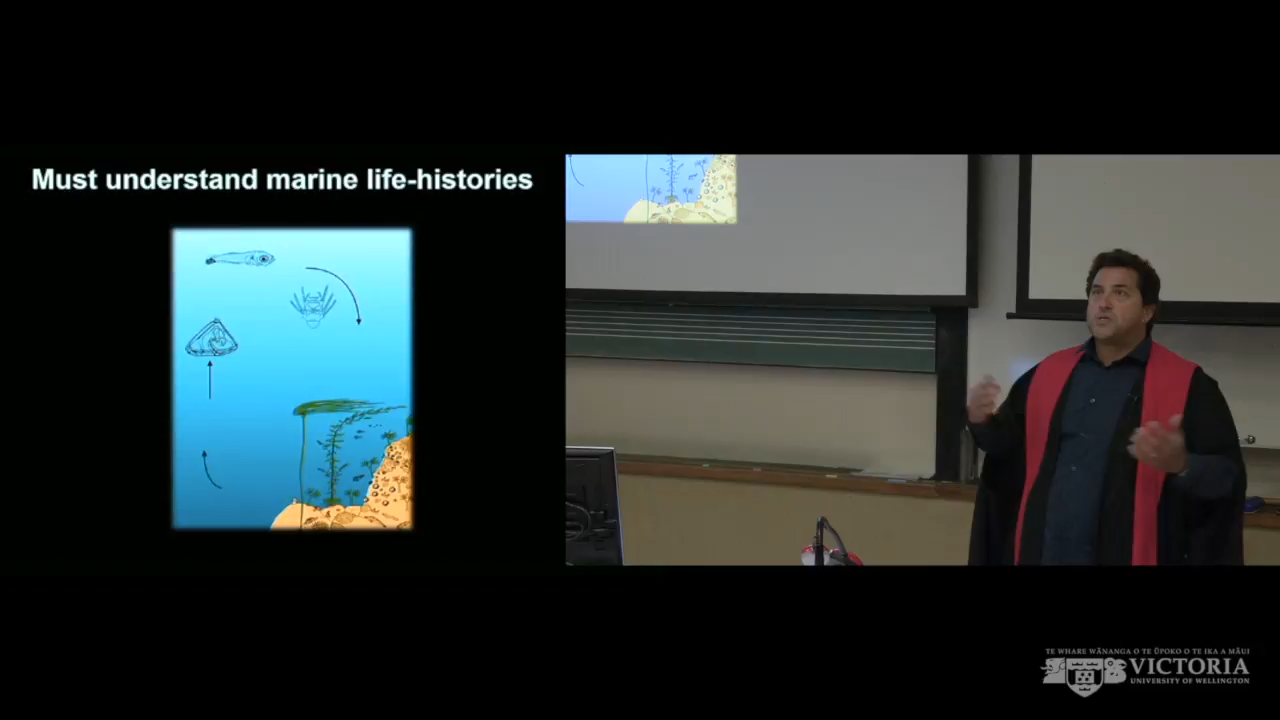 Must understand marine life-histories
TE WHARE WĀNANGA O TE ŪPOKO O TE IKA A MĀUI
VICTORIA
UNIVERSITY OF WELLINGTON